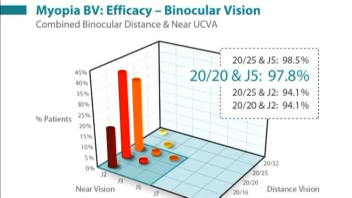 Myopia BV: Efficacy – Binocular Vision
Combined Binocular Distance & Near UCVA
20/25 & J5: 98.5%
20/20 & J5: 97.8%
20/25 & J2: 94.1%
20/20 & J2: 94.1%
45%
40%
35%
30%
25%
20%
15%
10%
5%
0%
% Patients
J2
J3
J5
J7
Near Vision
20/32
20/25
20/20
20/16
Distance Vision